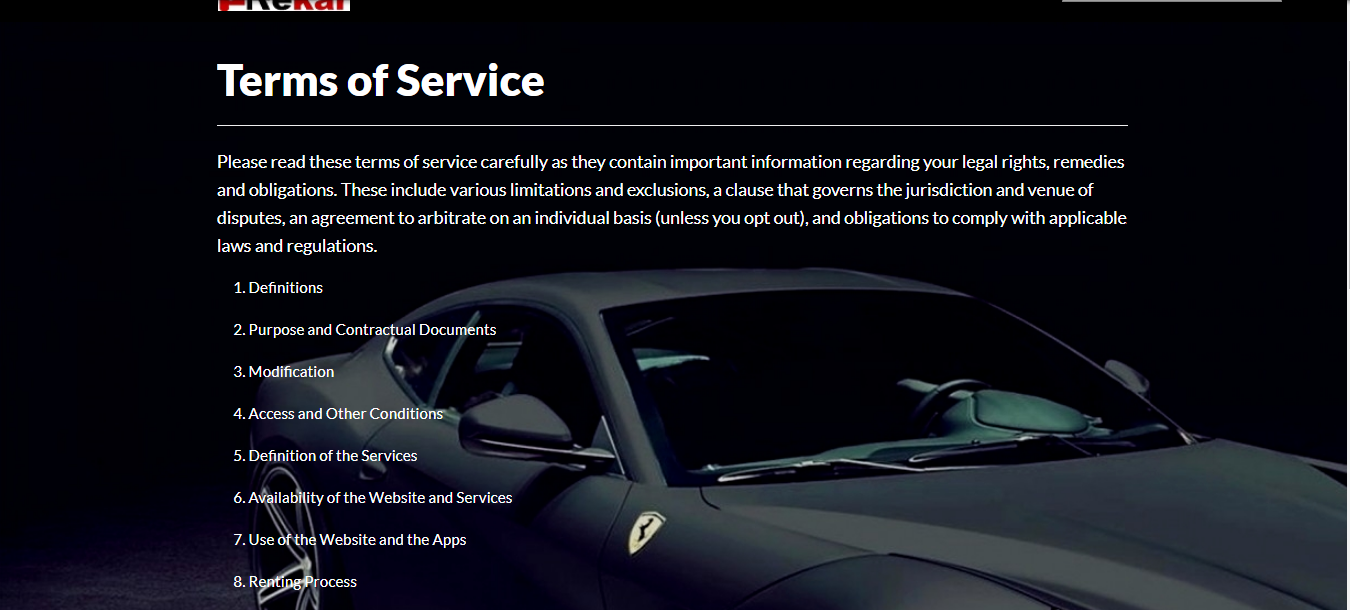 ReKar
Terms of Service
Please read these terms of service carefully as they contain important information regarding your legal rights, remedies
and obligations. These include various limitations and exclusions, a clause that governs the jurisdiction and venue of
disputes, an agreement to arbitrate on an individual basis (unless you opt out), and obligations to comply with applicable
laws and regulations.
1. Definitions
2. Purpose and Contractual Documents
3. Modification
4. Access and Other Conditions
5. Definition of the Services
6. Availability of the Website and Services
7. Use of the Website and the Apps
8. Renting Process